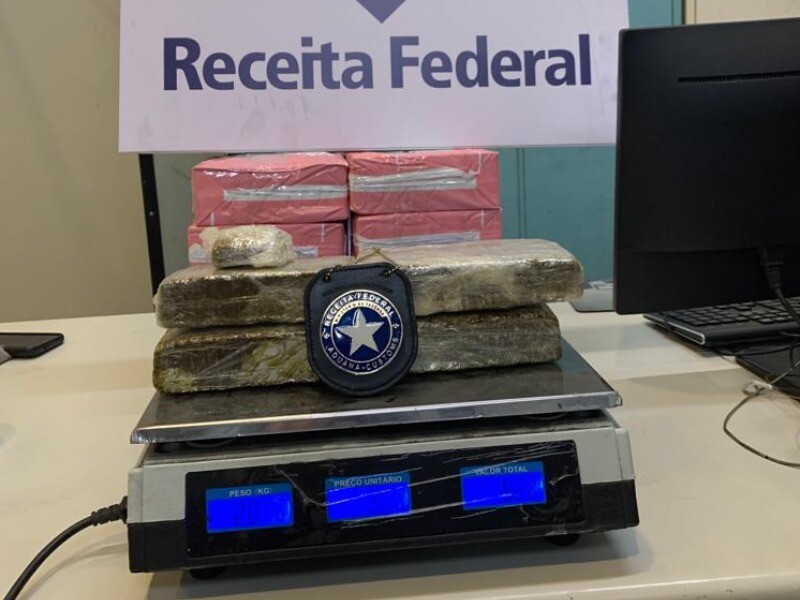 Receita Federal
RECEITA FEDERAL
ADUANA-CUSTOMS
PESO (KG)
PREÇO UNITÁRIO
VALOR TOTAL